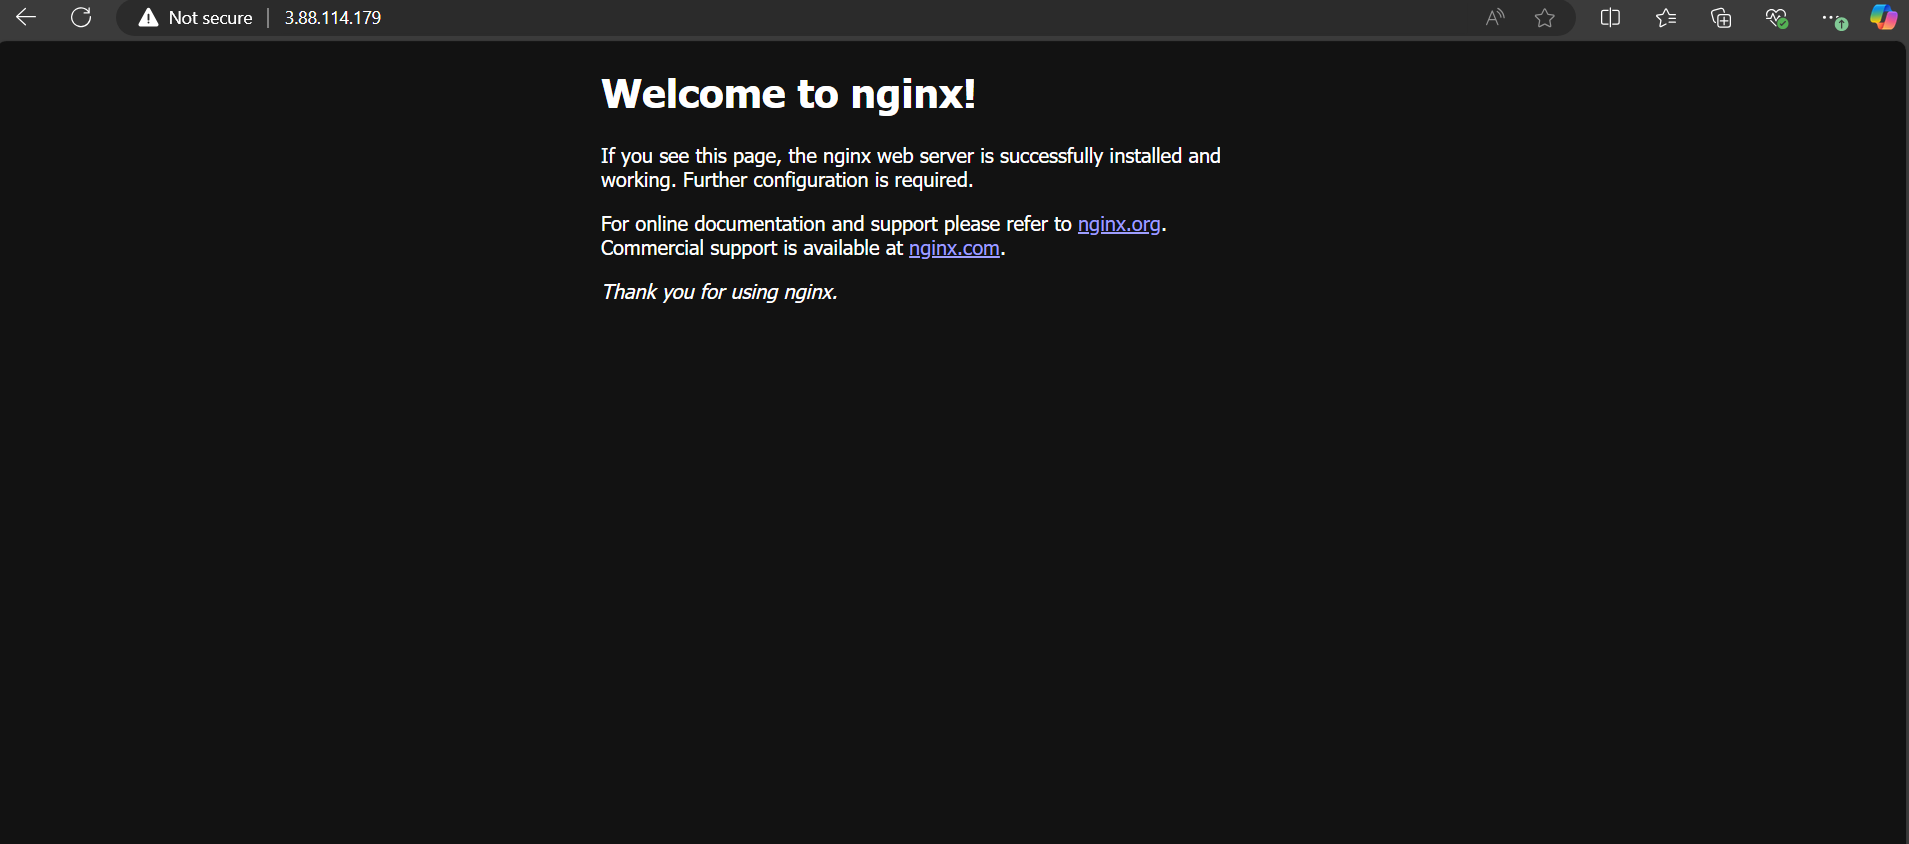 Not secure 3.88.114.179
Welcome to nginx!
If you see this page, the nginx web server is successfully installed and
working. Further configuration is required.
For online documentation and support please refer to nginx.org.
Commercial support is available at nginx.com.
Thank you for using nginx.